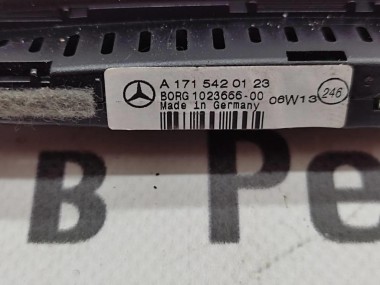 A 171 542 01 23
BORG 1023666-00 06W13 246
Made in Germany
B Pe